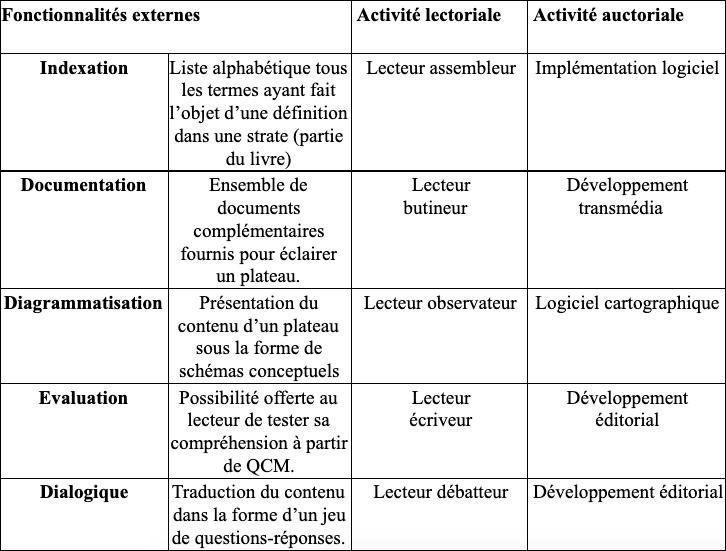 Fonctionnalités externes
Activité lectoriale
Activité auctoriale
Indexation
Liste alphabétique tous
les termes ayant fait
l’objet d’une définition
dans une strate (partie
du livre)
Lecteur assembleur
Implémentation logiciel
Documentation
Ensemble de
documents
complémentaires
fournis pour éclairer
un plateau.
Lecteur
butineur
Développement
transmédia
Diagrammatisation
Présentation du
contenu d’un plateau
sous la forme de
schémas conceptuels
Lecteur observateur
Logiciel cartographique
Evaluation
Possibilité offerte au
lecteur de tester sa
compréhension à partir
de QCM.
Lecteur
écriveur
Développement
éditorial
Dialogique
Traduction du contenu
dans la forme d’un jeu
de questions-réponses.
Lecteur débatteur
Développement éditorial